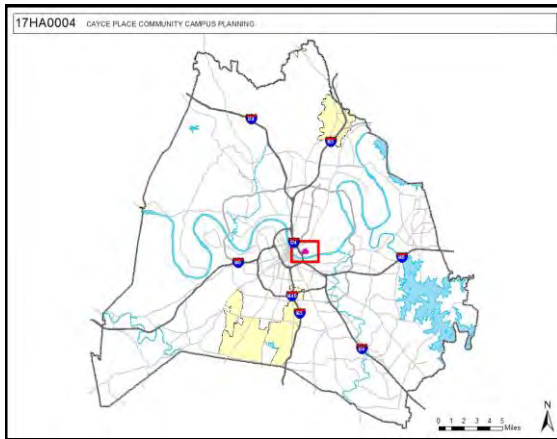 17HA0004 CAYCE PLACE COMMUNITY CAMPUS PLANNING
N
0 1 2 3 4 5
Miles